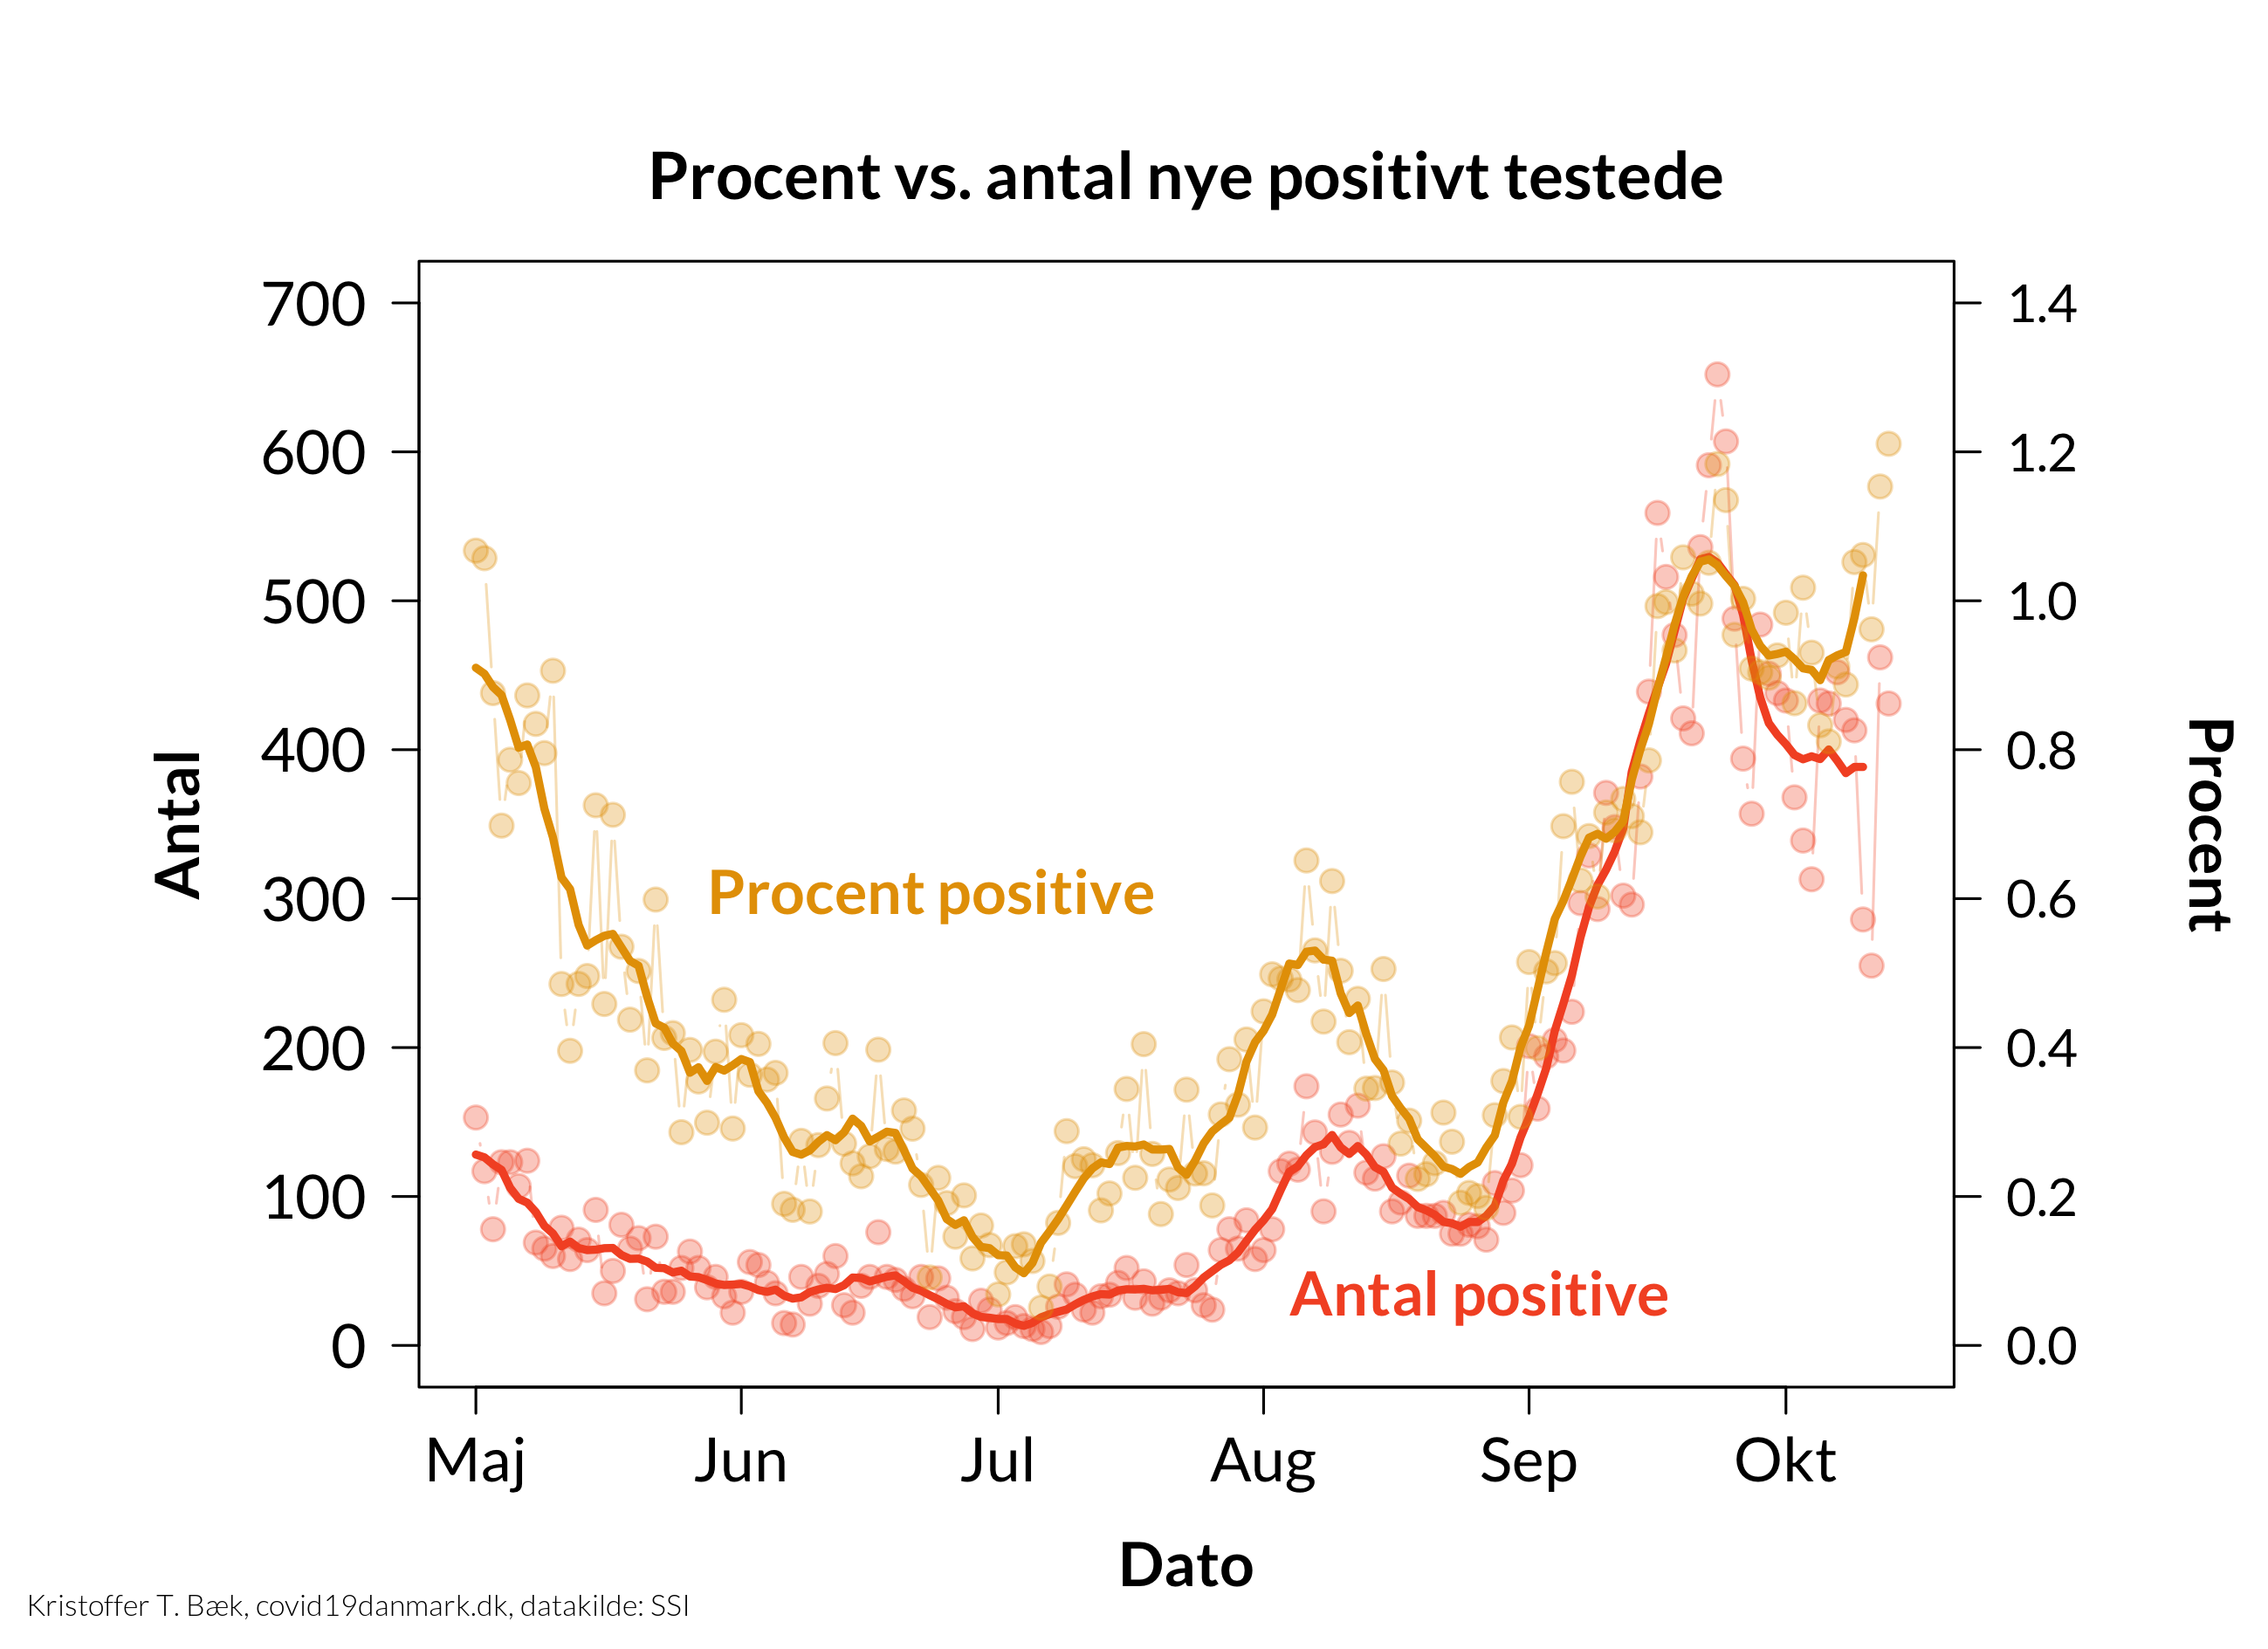 Procent vs. antal nye positivt testede
700
600
500
400
300
200
100
0
Antal
1.4
1.2
1.0
0.8
0.6
0.4
0.2
0.0
Procent
Procent positive
Antal positive
Maj Jun Jul Aug Sep Okt
Dato
Kristoffer T. Bæk, covid19danmark.dk, datakilde: SSI